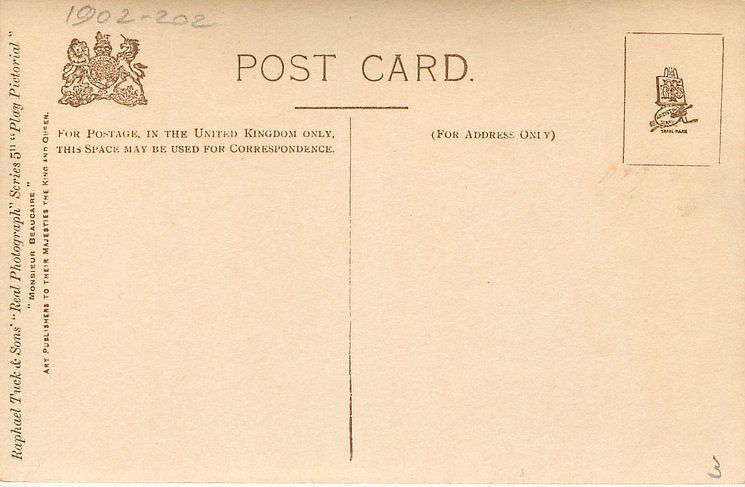 1902-202
POST CARD.
FOR POSTAGE, IN THE UNITED KINGDOM ONLY,
THIS SPACE MAY BE USED FOR CORRESPONDENCE.
(FOR ADDRESS ONLY)
TRADE MARK
Raphael Tuck & Sons' "Real Photograph" Series 511 "Play Pictorial"
"MONSIEUR BEAUCAIRE."
ART PUBLISHERS TO THEIR MAJESTIES THE KING AND QUEEN.